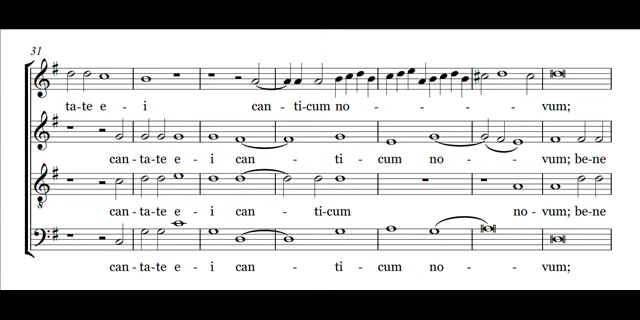 31
ta-te e - i can - ti-cum no - - - - vum;
can-ta-te e-i can - ti - cum no - - vum; be-ne
8
can-ta-te e-i can - ti-cum no-vum; be-ne
can-ta-te e-i can - ti - cum no - - vum;